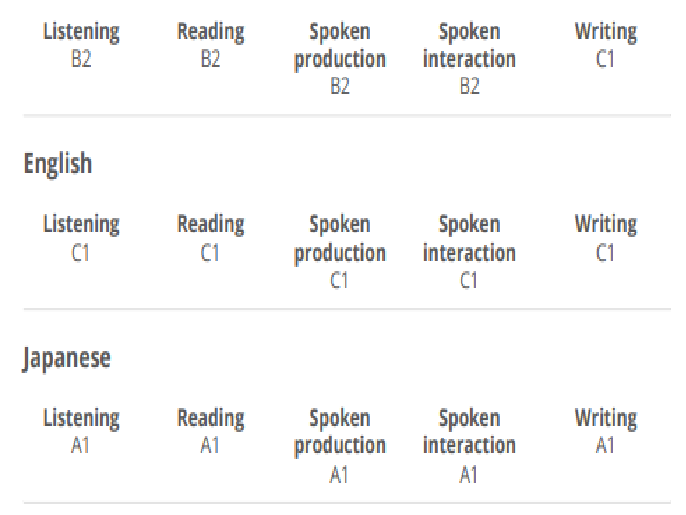 Listening Reading Spoken production Spoken interaction Writing
B2 B2 B2 B2 C1
English
Listening Reading Spoken production Spoken interaction Writing
C1 C1 C1 C1 C1
Japanese
Listening Reading Spoken production Spoken interaction Writing
A1 A1 A1 A1 A1